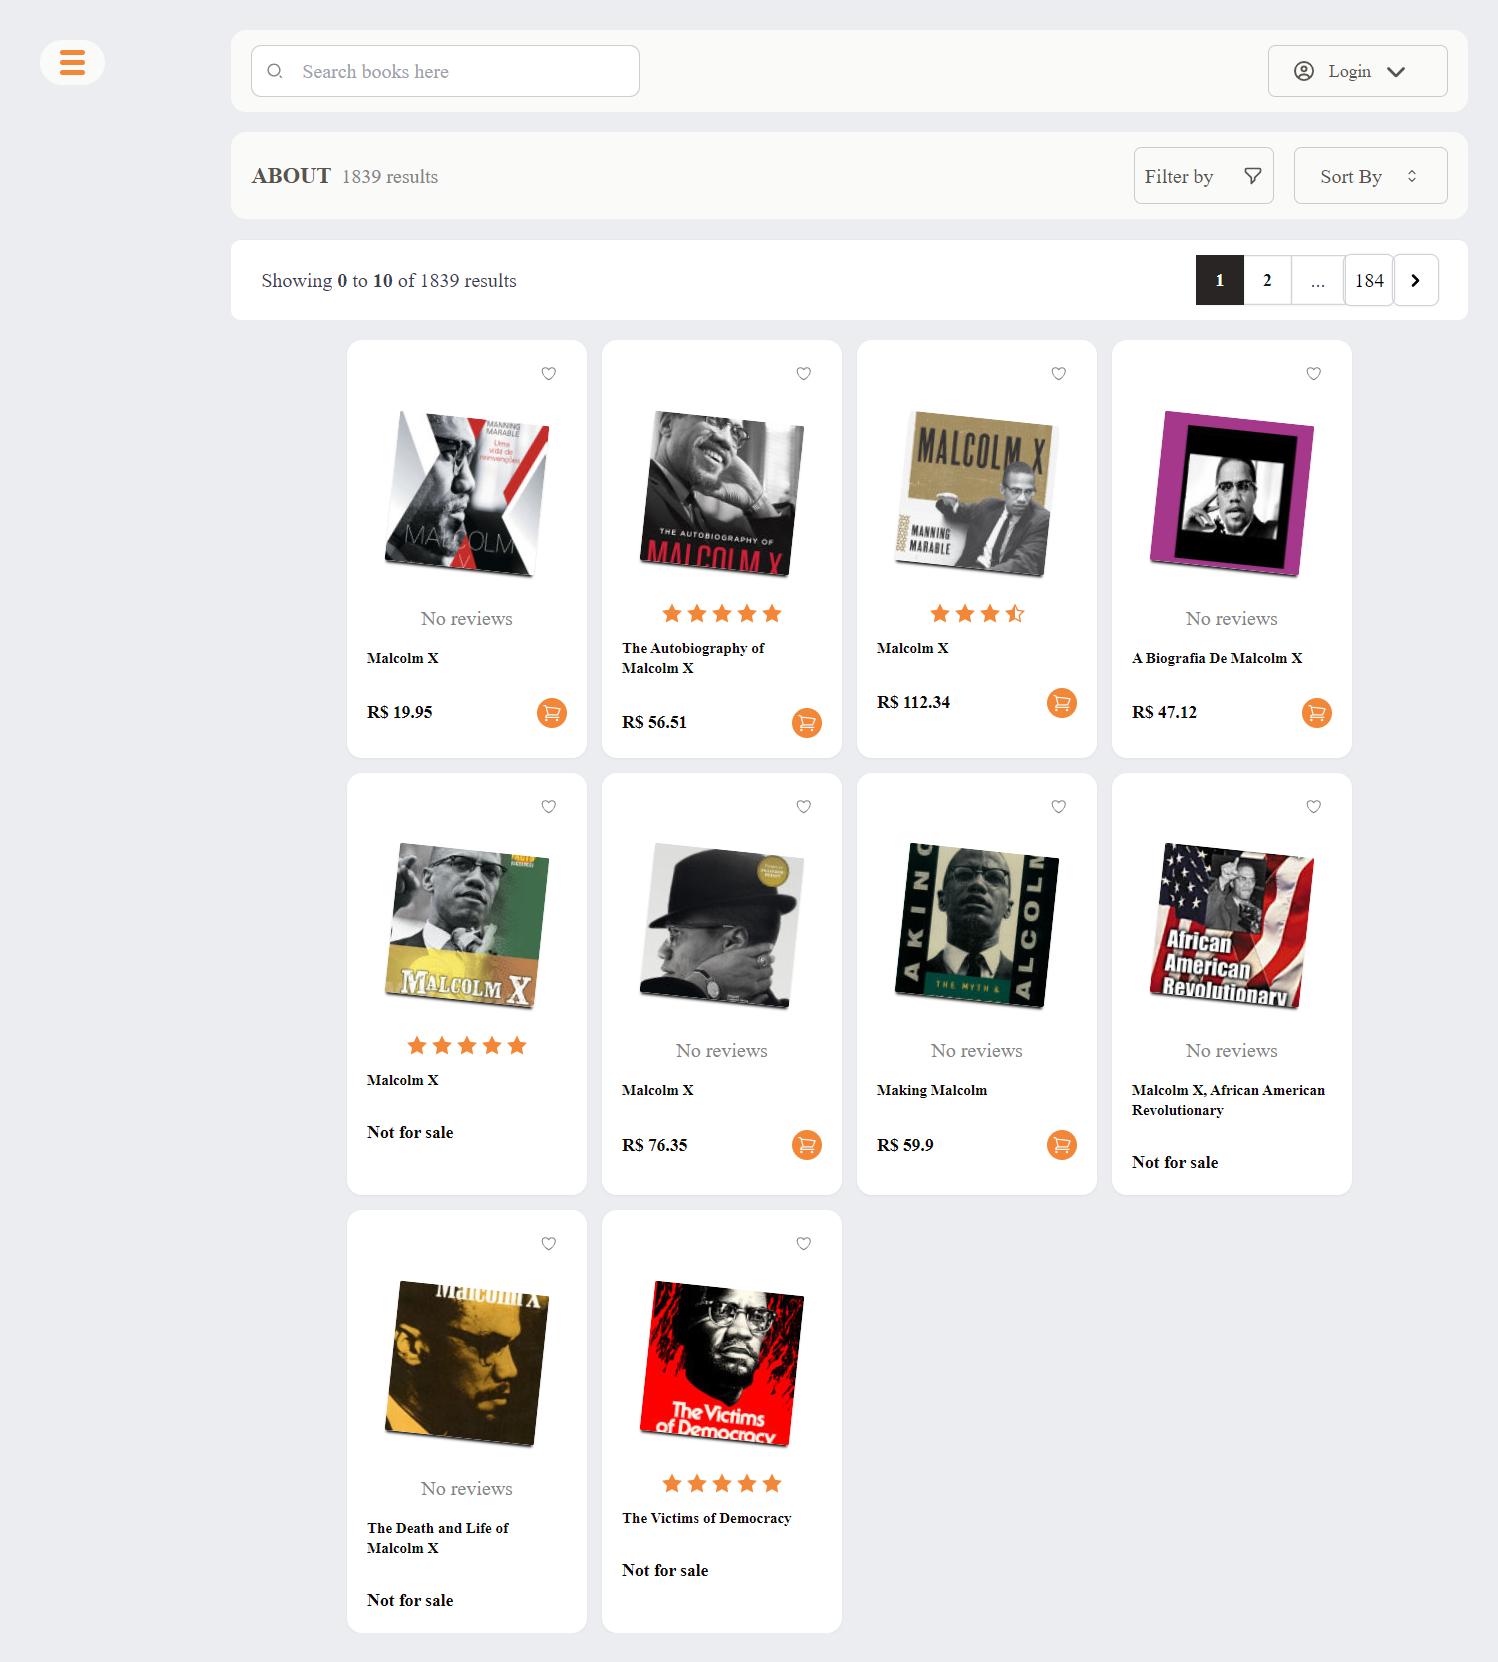 Search books here
Login
ABOUT 1839 results
Filter by
Sort By
Showing 0 to 10 of 1839 results
1 2 ... 184
MANNING
MARABLE
Uma
vida de
reinvenções
MALCOLM
X
No reviews
Malcolm X
R$ 19.95
THE AUTOBIOGRAPHY OF
MALCOLM X
The Autobiography of
Malcolm X
R$ 56.51
MALCOLM X
MANNING
MARABLE
Malcolm X
R$ 112.34
No reviews
A Biografia De Malcolm X
R$ 47.12
MALCOLM X
Malcolm X
Not for sale
No reviews
Malcolm X
R$ 76.35
AKING
ALCOLM
THE MYTH &
No reviews
Making Malcolm
R$ 59.9
African
American
Revolutionary
No reviews
Malcolm X, African American
Revolutionary
Not for sale
Malcolm X
No reviews
The Death and Life of
Malcolm X
Not for sale
The Victims
of Democracy
The Victims of Democracy
Not for sale